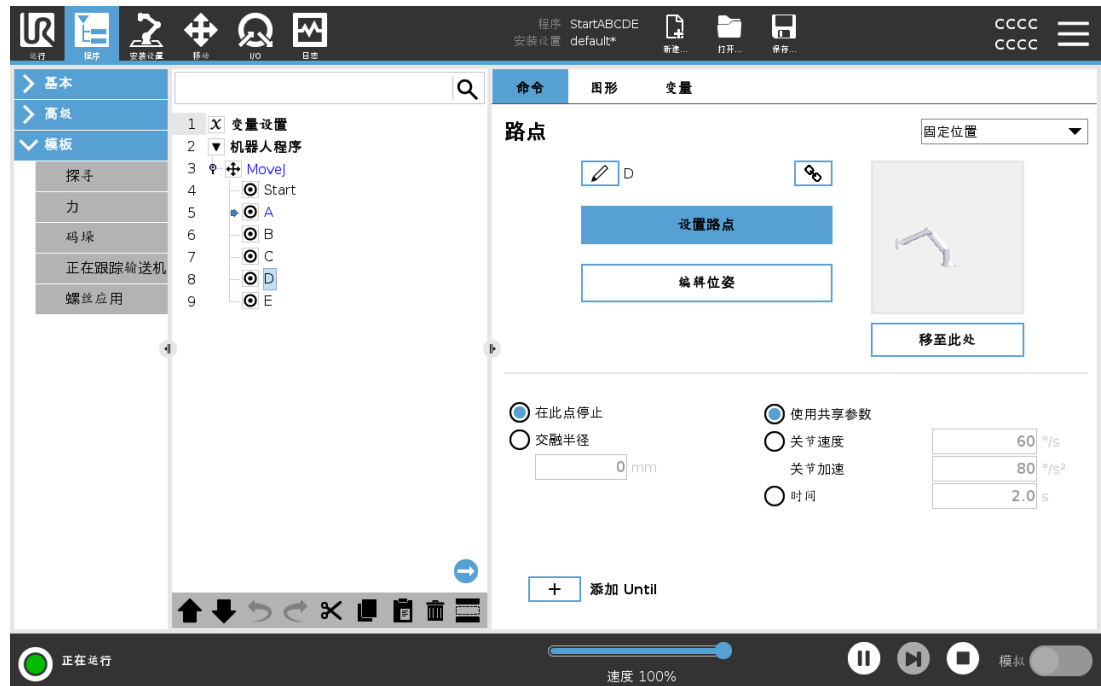 程序 StartABCDE
安装设置 default*
运行 程序 安装设置 移动 I/O 日志
新建... 打开... 保存...
CCCC
CCCC
基本
高级
模板
探寻
力
码垛
正在跟踪输送机
螺丝应用
1 X 变量设置
2 机器人程序
3 MoveJ
4 Start
5 A
6 B
7 C
8 D
9 E
命令 图形 变量
路点
固定位置
D
设置路点
编辑位姿
移至此处
在此点停止
交融半径
0 mm
使用共享参数
关节速度 60 °/s
关节加速 80 °/s²
时间 2.0 s
+ 添加 Until
正在运行
速度 100%
模拟